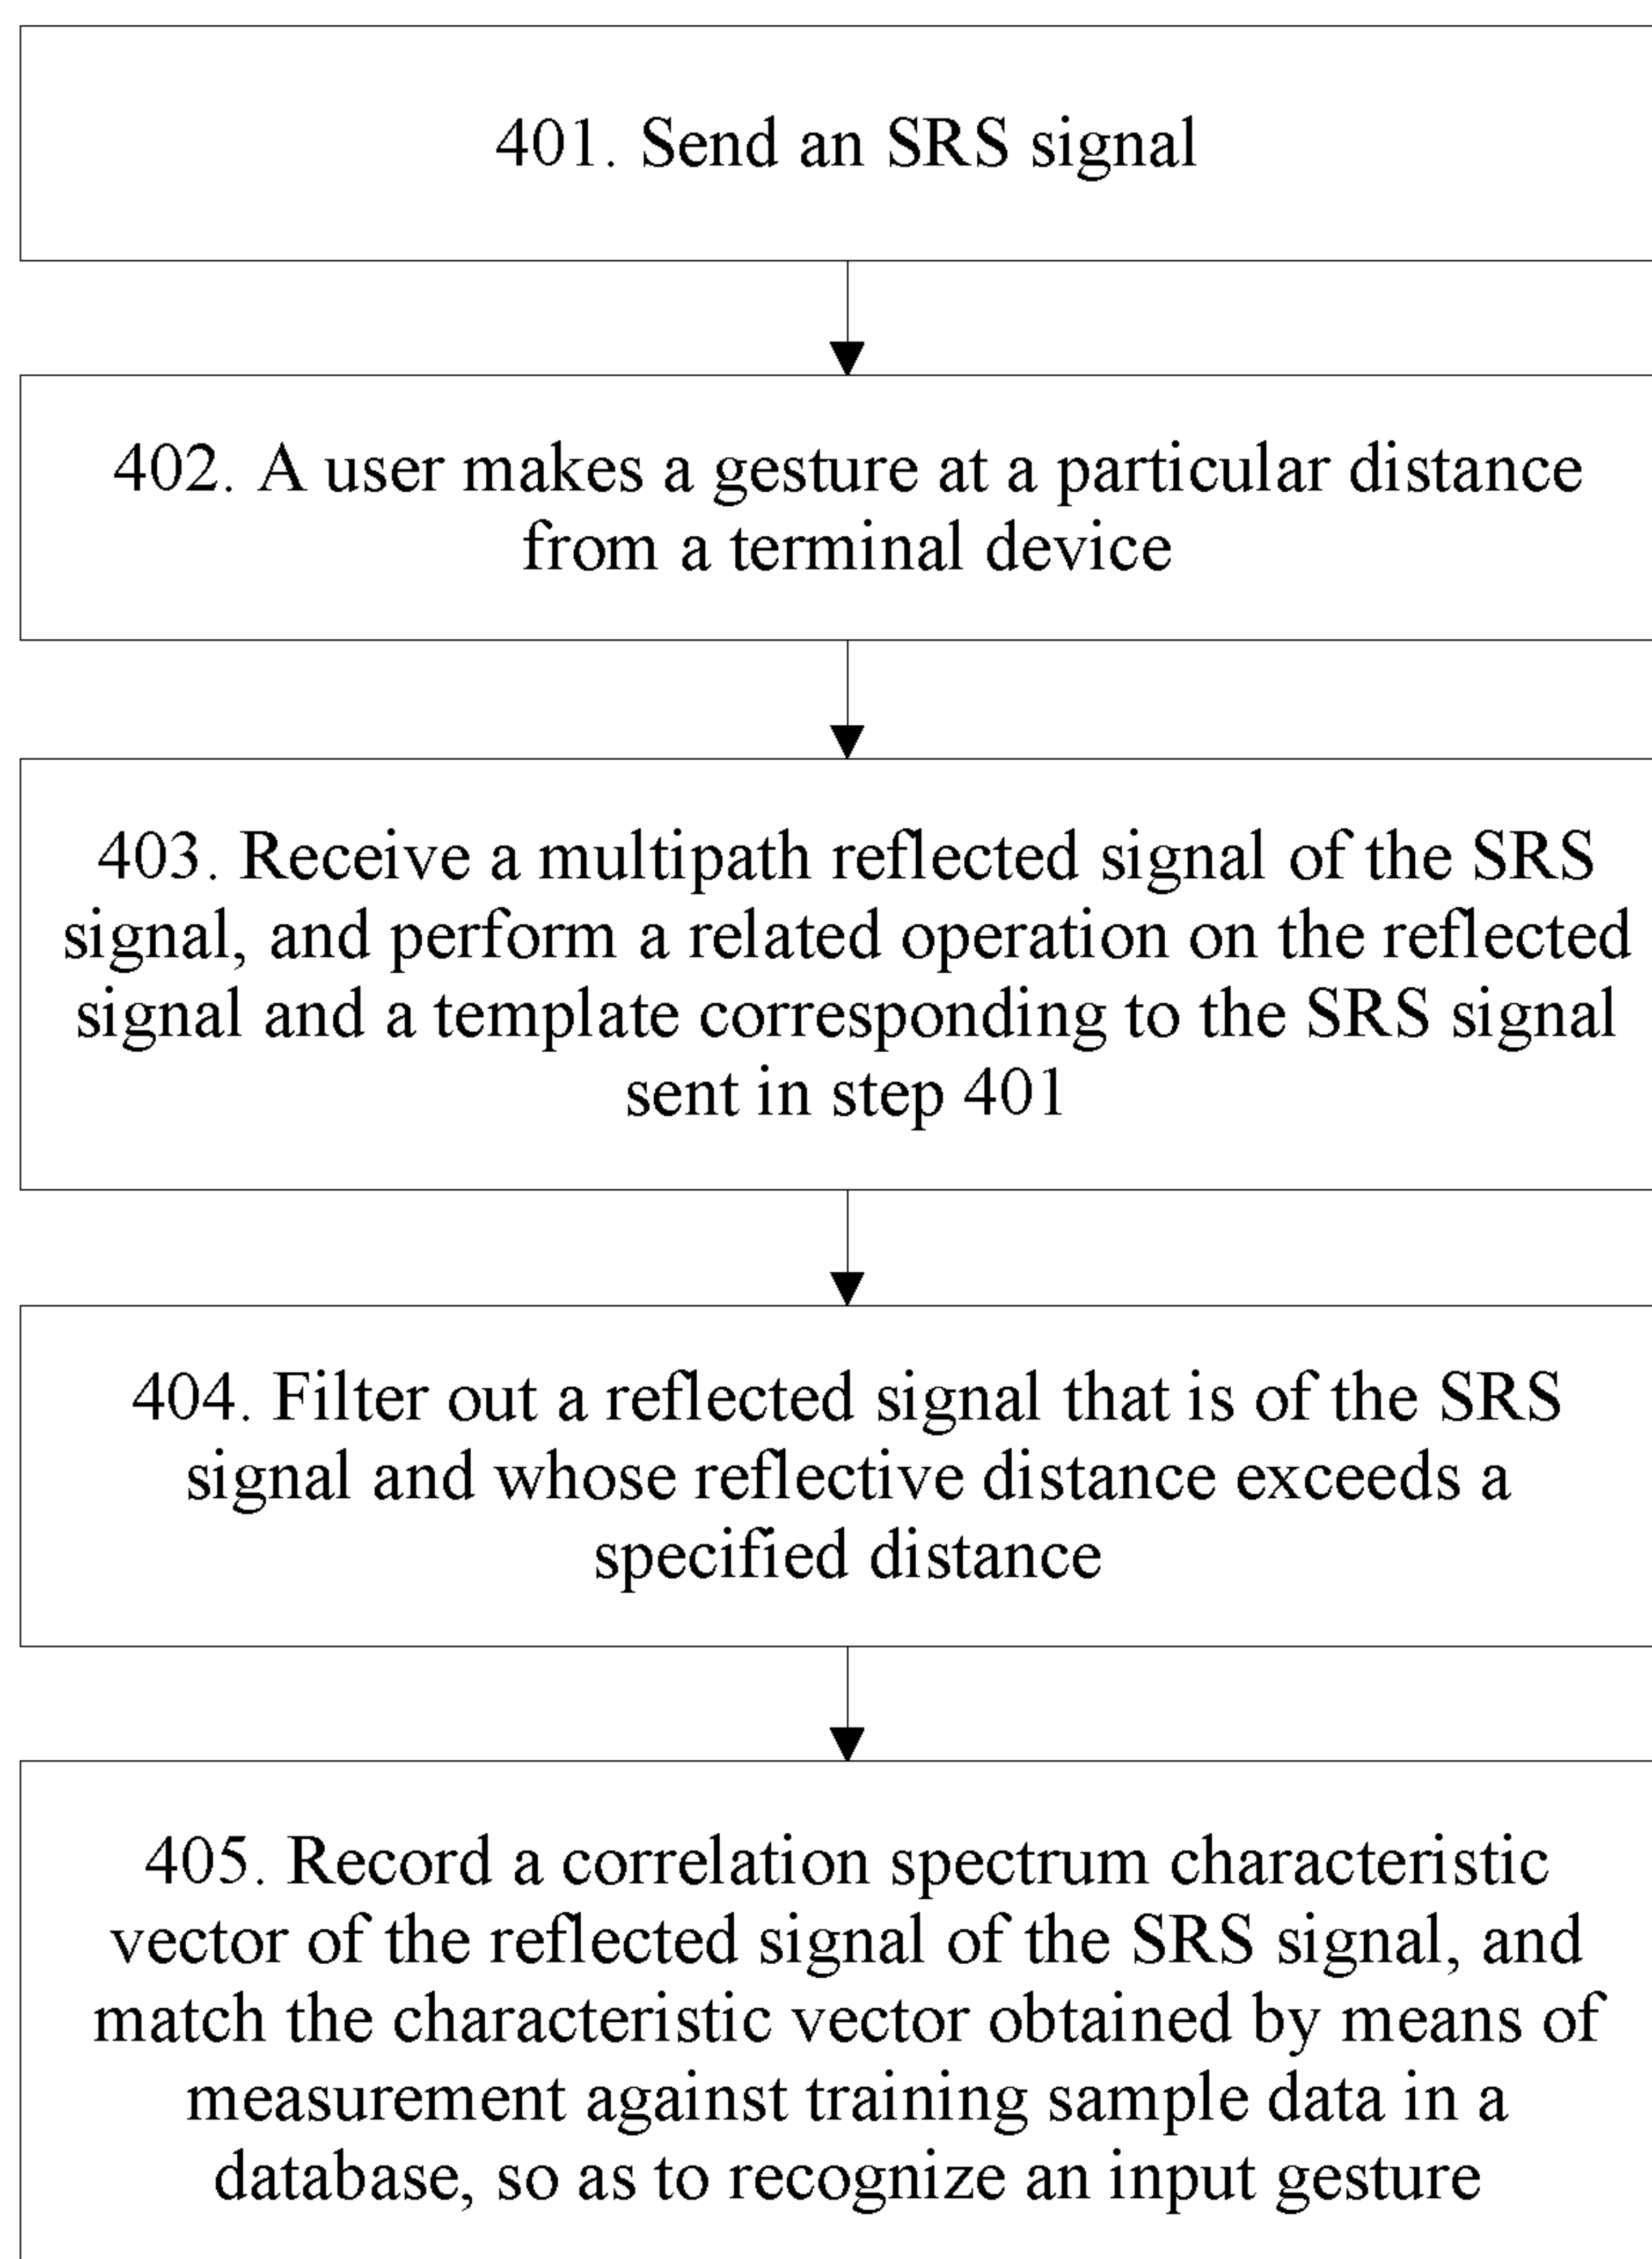 401. Send an SRS signal
402. A user makes a gesture at a particular distance
from a terminal device
403. Receive a multipath reflected signal of the SRS
signal, and perform a related operation on the reflected
signal and a template corresponding to the SRS signal
sent in step 401
404. Filter out a reflected signal that is of the SRS
signal and whose reflective distance exceeds a
specified distance
405. Record a correlation spectrum characteristic
vector of the reflected signal of the SRS signal, and
match the characteristic vector obtained by means of
measurement against training sample data in a
database, so as to recognize an input gesture